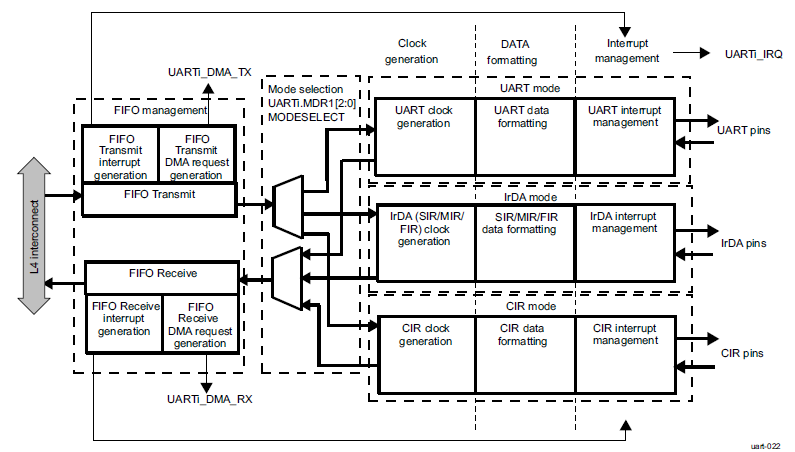 Clock
generation
DATA
formatting
Interrupt
management
UARTi_IRQ
UARTi_DMA_TX
Mode selection
UARTi.MDR1[2:0]
MODESELECT
FIFO management
FIFO
Transmit
interrupt
generation
FIFO
Transmit
DMA request
generation
FIFO Transmit
L4 interconnect
FIFO Receive
FIFO Receive
interrupt
generation
FIFO
Receive
DMA request
generation
UARTi_DMA_RX
UART mode
UART clock
generation
UART data
formatting
UART interrupt
management
UART pins
IrDA mode
IrDA (SIR/MIR/
FIR) clock
generation
SIR/MIR/FIR
data formatting
IrDA interrupt
management
IrDA pins
CIR mode
CIR clock
generation
CIR data
formatting
CIR interrupt
management
CIR pins
uart-022